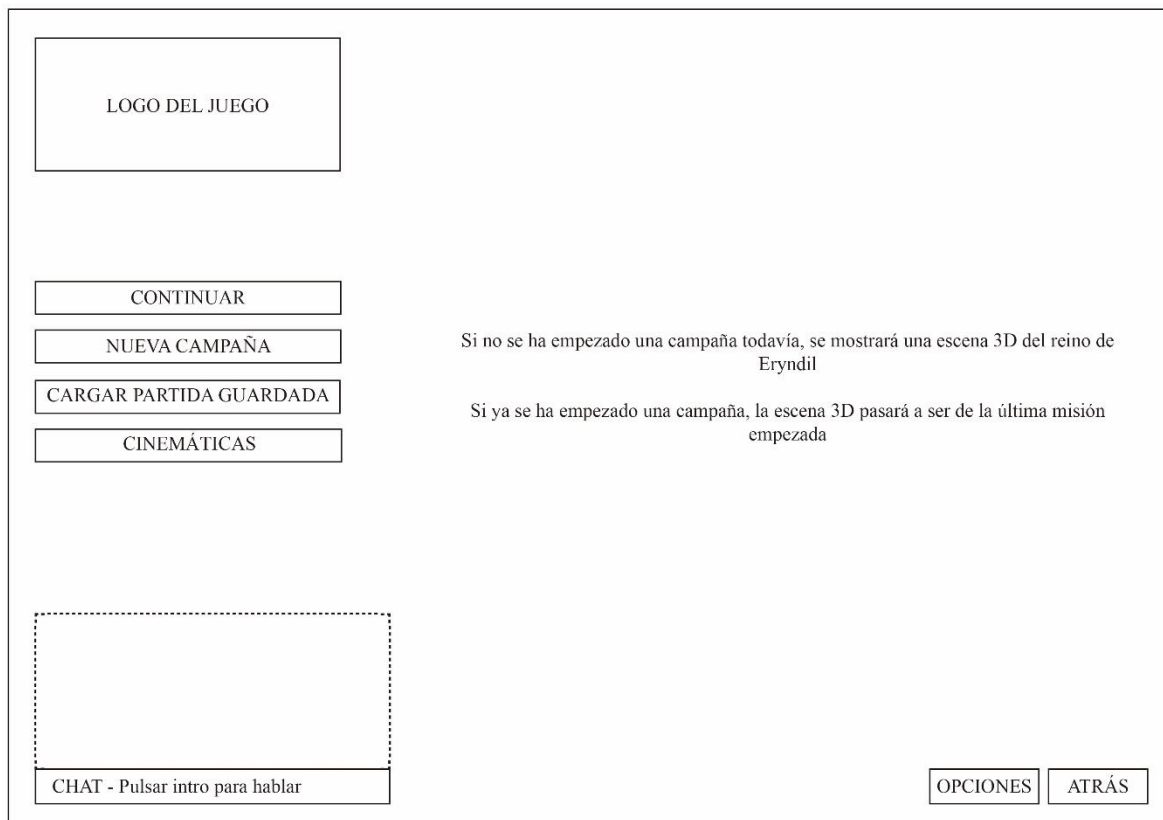 LOGO DEL JUEGO
CONTINUAR
NUEVA CAMPAÑA
CARGAR PARTIDA GUARDADA
CINEMÁTICAS
Si no se ha empezado una campaña todavía, se mostrará una escena 3D del reino de
Eryndil
Si ya se ha empezado una campaña, la escena 3D pasará a ser de la última misión
empezada
CHAT - Pulsar intro para hablar
OPCIONES
ATRÁS